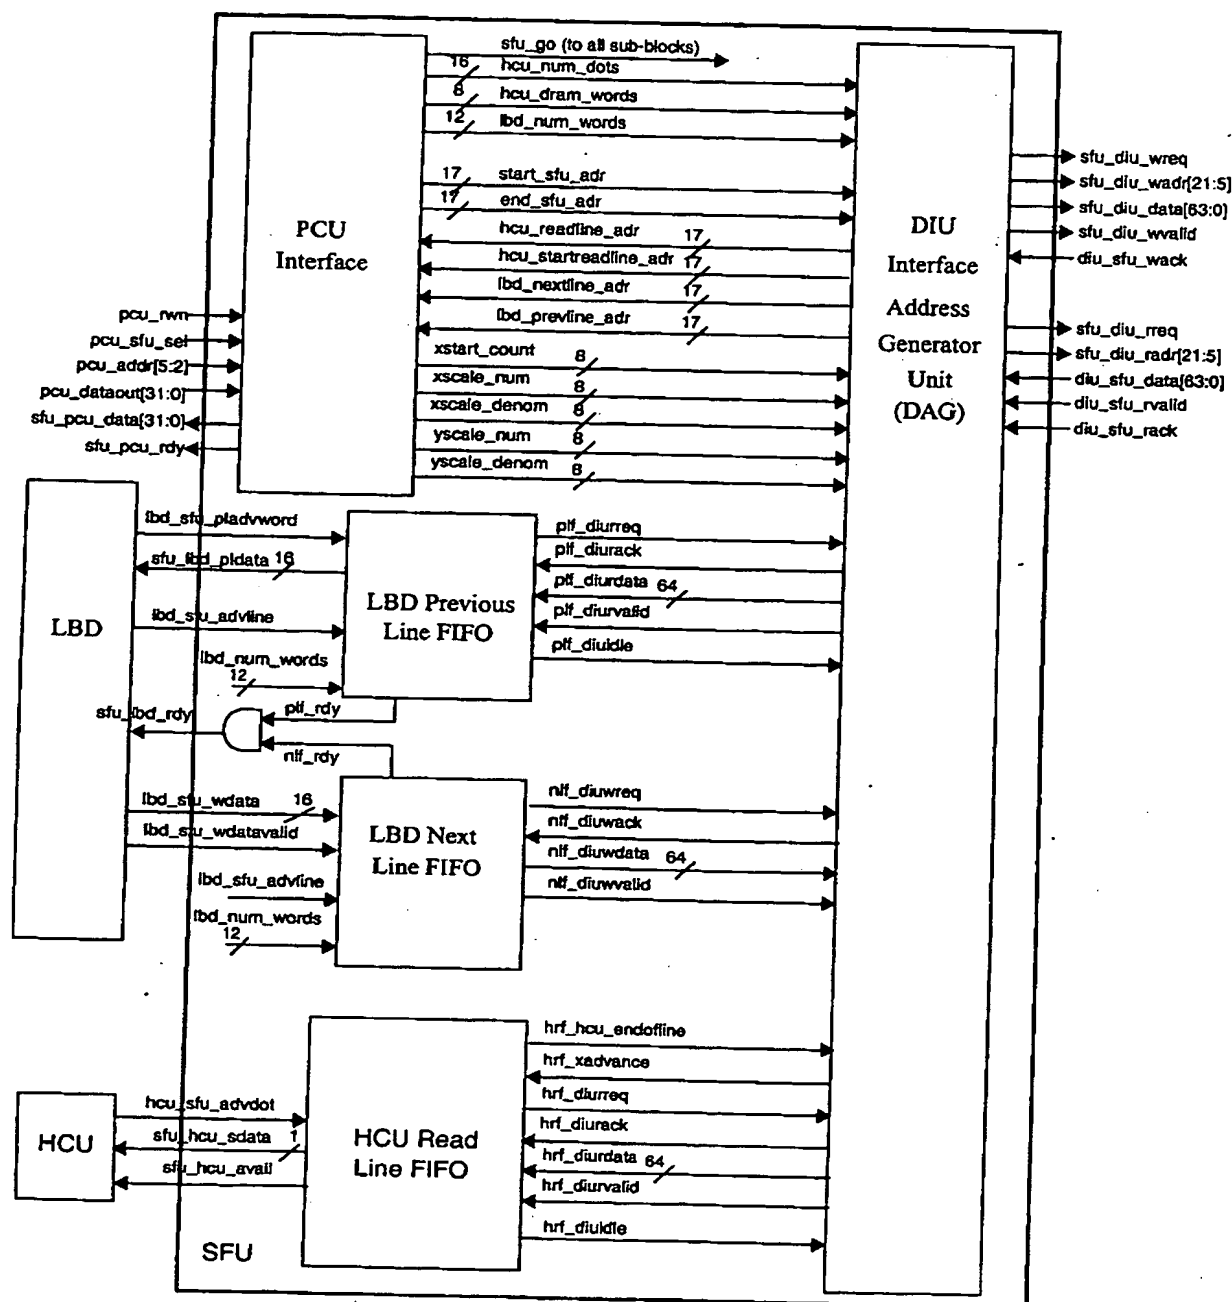 sfu_go (to all sub-blocks)
16
hcu_num_dots
8
hcu_dram_words
12
lbd_num_words
17
start_sfu_adr
17
end_sfu_adr
hcu_readline_adr
17
hcu_startreadline_adr
17
lbd_nextline_adr
17
lbd_prevline_adr
17
xstart_count
8
xscale_num
8
xscale_denom
8
yscale_num
8
yscale_denom
8
PCU
Interface
DIU
Interface
Address
Generator
Unit
(DAG)
sfu_diu_wreq
sfu_diu_wadr[21:5]
sfu_diu_data[63:0]
sfu_diu_wvalid
diu_sfu_wack
sfu_diu_rreq
sfu_diu_radr[21:5]
diu_sfu_data[63:0]
diu_sfu_rvalid
diu_sfu_rack
pcu_rwn
pcu_sfu_sel
pcu_addr[5:2]
pcu_dataout[31:0]
sfu_pcu_data[31:0]
sfu_pcu_rdy
LBD
lbd_sfu_pladvword
sfu_lbd_pldata 16
lbd_sfu_advline
lbd_num_words
12
LBD Previous
Line FIFO
plf_diurreq
plf_diurack
plf_diurdata 64
plf_diurvalid
plf_diuidle
sfu_lbd_rdy
plf_rdy
nlf_rdy
lbd_sfu_wdata 16
lbd_sfu_wdatavalid
lbd_sfu_advline
lbd_num_words
12
LBD Next
Line FIFO
nlf_diuwreq
nlf_diuwack
nlf_diuwdata 64
nlf_diuwvalid
HCU
hcu_sfu_advdot
sfu_hcu_sdata 1
sfu_hcu_avail
HCU Read
Line FIFO
hrf_hcu_endofline
hrf_xadvance
hrf_diurreq
hrf_diurack
hrf_diurdata 64
hrf_diurvalid
hrf_diuidle
SFU